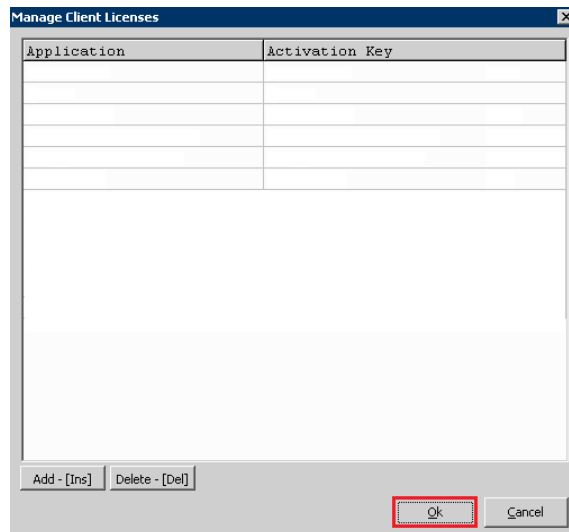 Manage Client Licenses
Application Activation Key
Add - [Ins] Delete - [Del]
Ok Cancel